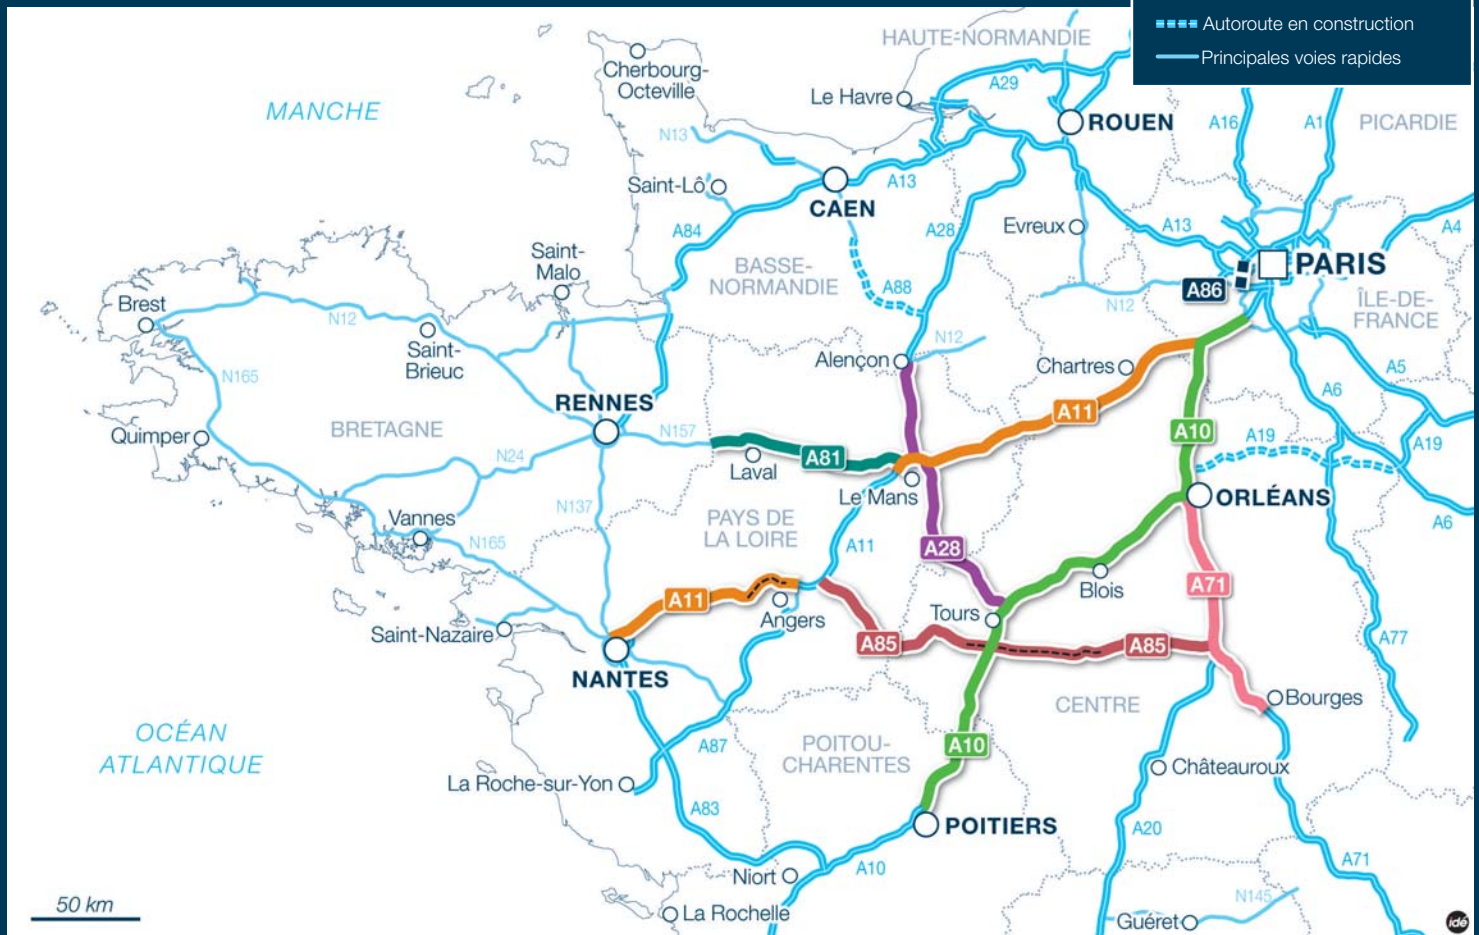 Autoroute en construction
Principales voies rapides
HAUTE-NORMANDIE
Cherbourg-
Octeville
Le Havre
A29
ROUEN
A16
A1
PICARDIE
MANCHE
N13
Saint-Lô
CAEN
A13
A84
A28
Evreux
A13
A4
Saint-
Malo
BASSE-
NORMANDIE
A88
PARIS
A86
N12
ÎLE-DE-
FRANCE
Brest
N12
Saint-
Brieuc
Alençon
N12
Chartres
A5
N165
A6
RENNES
A11
Quimper
BRETAGNE
N157
A10
A19
A19
N24
A81
Laval
Le Mans
ORLÉANS
Vannes
N137
PAYS DE
LA LOIRE
A6
N165
A11
A28
A71
Blois
A11
Angers
Tours
Saint-Nazaire
A85
A85
A77
NANTES
CENTRE
Bourges
OCÉAN
ATLANTIQUE
A87
POITOU-
CHARENTES
A10
Châteauroux
La Roche-sur-Yon
A83
POITIERS
A20
A10
A71
Niort
50 km
La Rochelle
N145
Guéret
idé